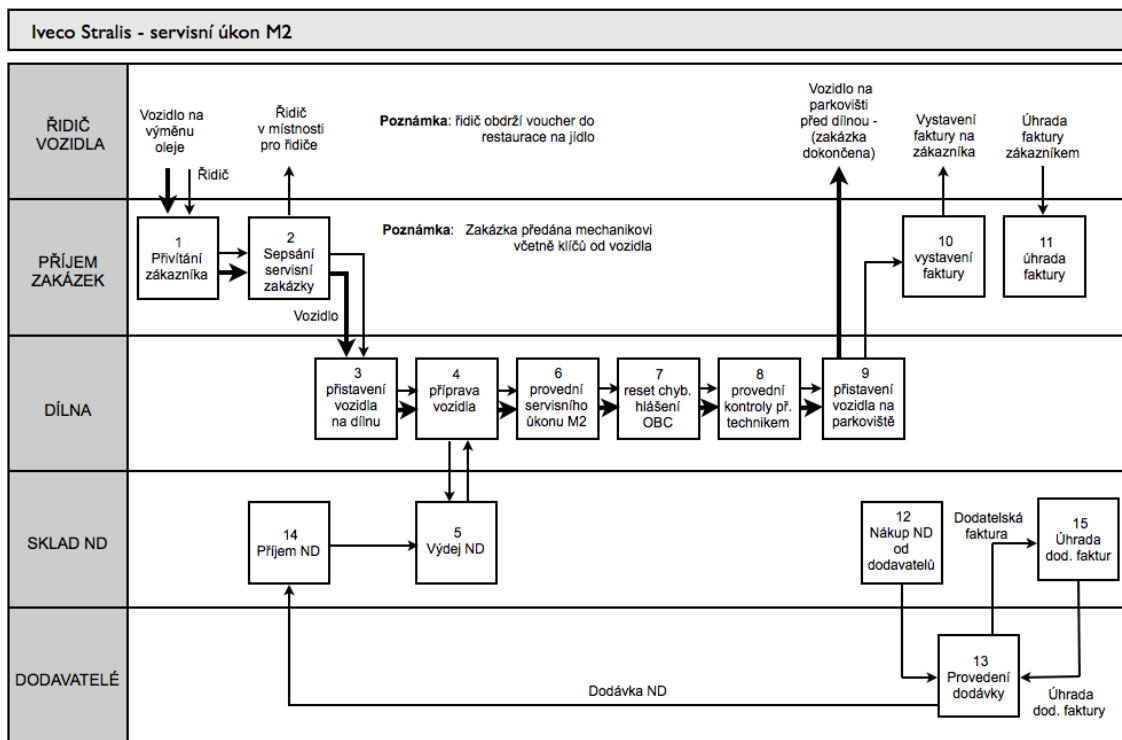 Iveco Stralis - servisní úkon M2
ŘIDIČ
VOZIDLA
Vozidlo na
výměnu
oleje
Řidič
Řidič
v místnosti
pro řidiče
Poznámka: řidič obdrží voucher do
restaurace na jídlo
Vozidlo na
parkovišti
před dílnou -
(zakázka
dokončena)
Vystavení
faktury na
zákazníka
Úhrada
faktury
zákazníkem
PŘÍJEM
ZAKÁZEK
1
Přivítání
zákazníka
2
Sepsání
servisní
zakázky
Poznámka: Zakázka předána mechanikovi
včetně klíčů od vozidla
10
vystavení
faktury
11
úhrada
faktury
Vozidlo
DÍLNA
3
přistavení
vozidla
na dílnu
4
příprava
vozidla
6
provední
servisního
ůkonu M2
7
reset chyb.
hlášení
OBC
8
provední
kontroly př.
technikem
9
přistavení
vozidla na
parkoviště
SKLAD ND
14
Příjem ND
5
Výdej ND
12
Nákup ND
od
dodavatelů
Dodatelská
faktura
15
Úhrada
dod. faktur
DODAVATELÉ
Dodávka ND
13
Provedení
dodávky
Úhrada
dod. faktury